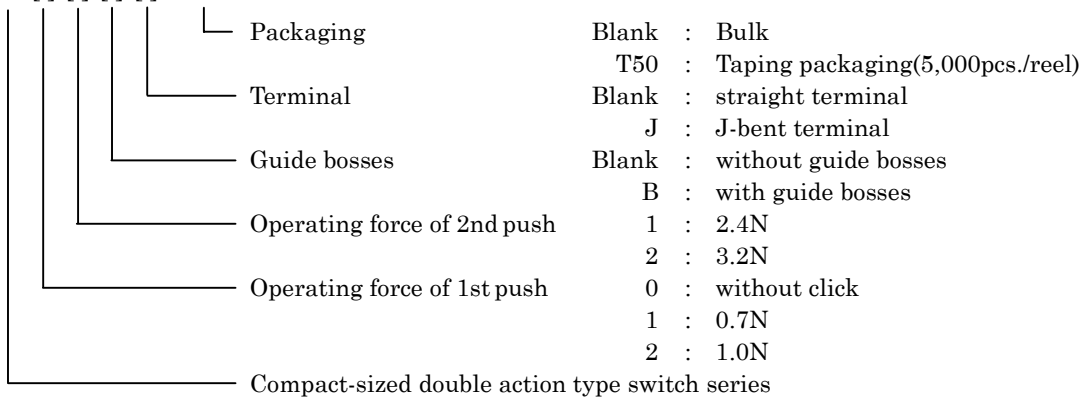 Packaging Blank : Bulk
T50 : Taping packaging(5,000pcs./reel)
Terminal Blank : straight terminal
J : J-bent terminal
Guide bosses Blank : without guide bosses
B : with guide bosses
Operating force of 2nd push 1 : 2.4N
2 : 3.2N
Operating force of 1st push 0 : without click
1 : 0.7N
2 : 1.0N
Compact-sized double action type switch series